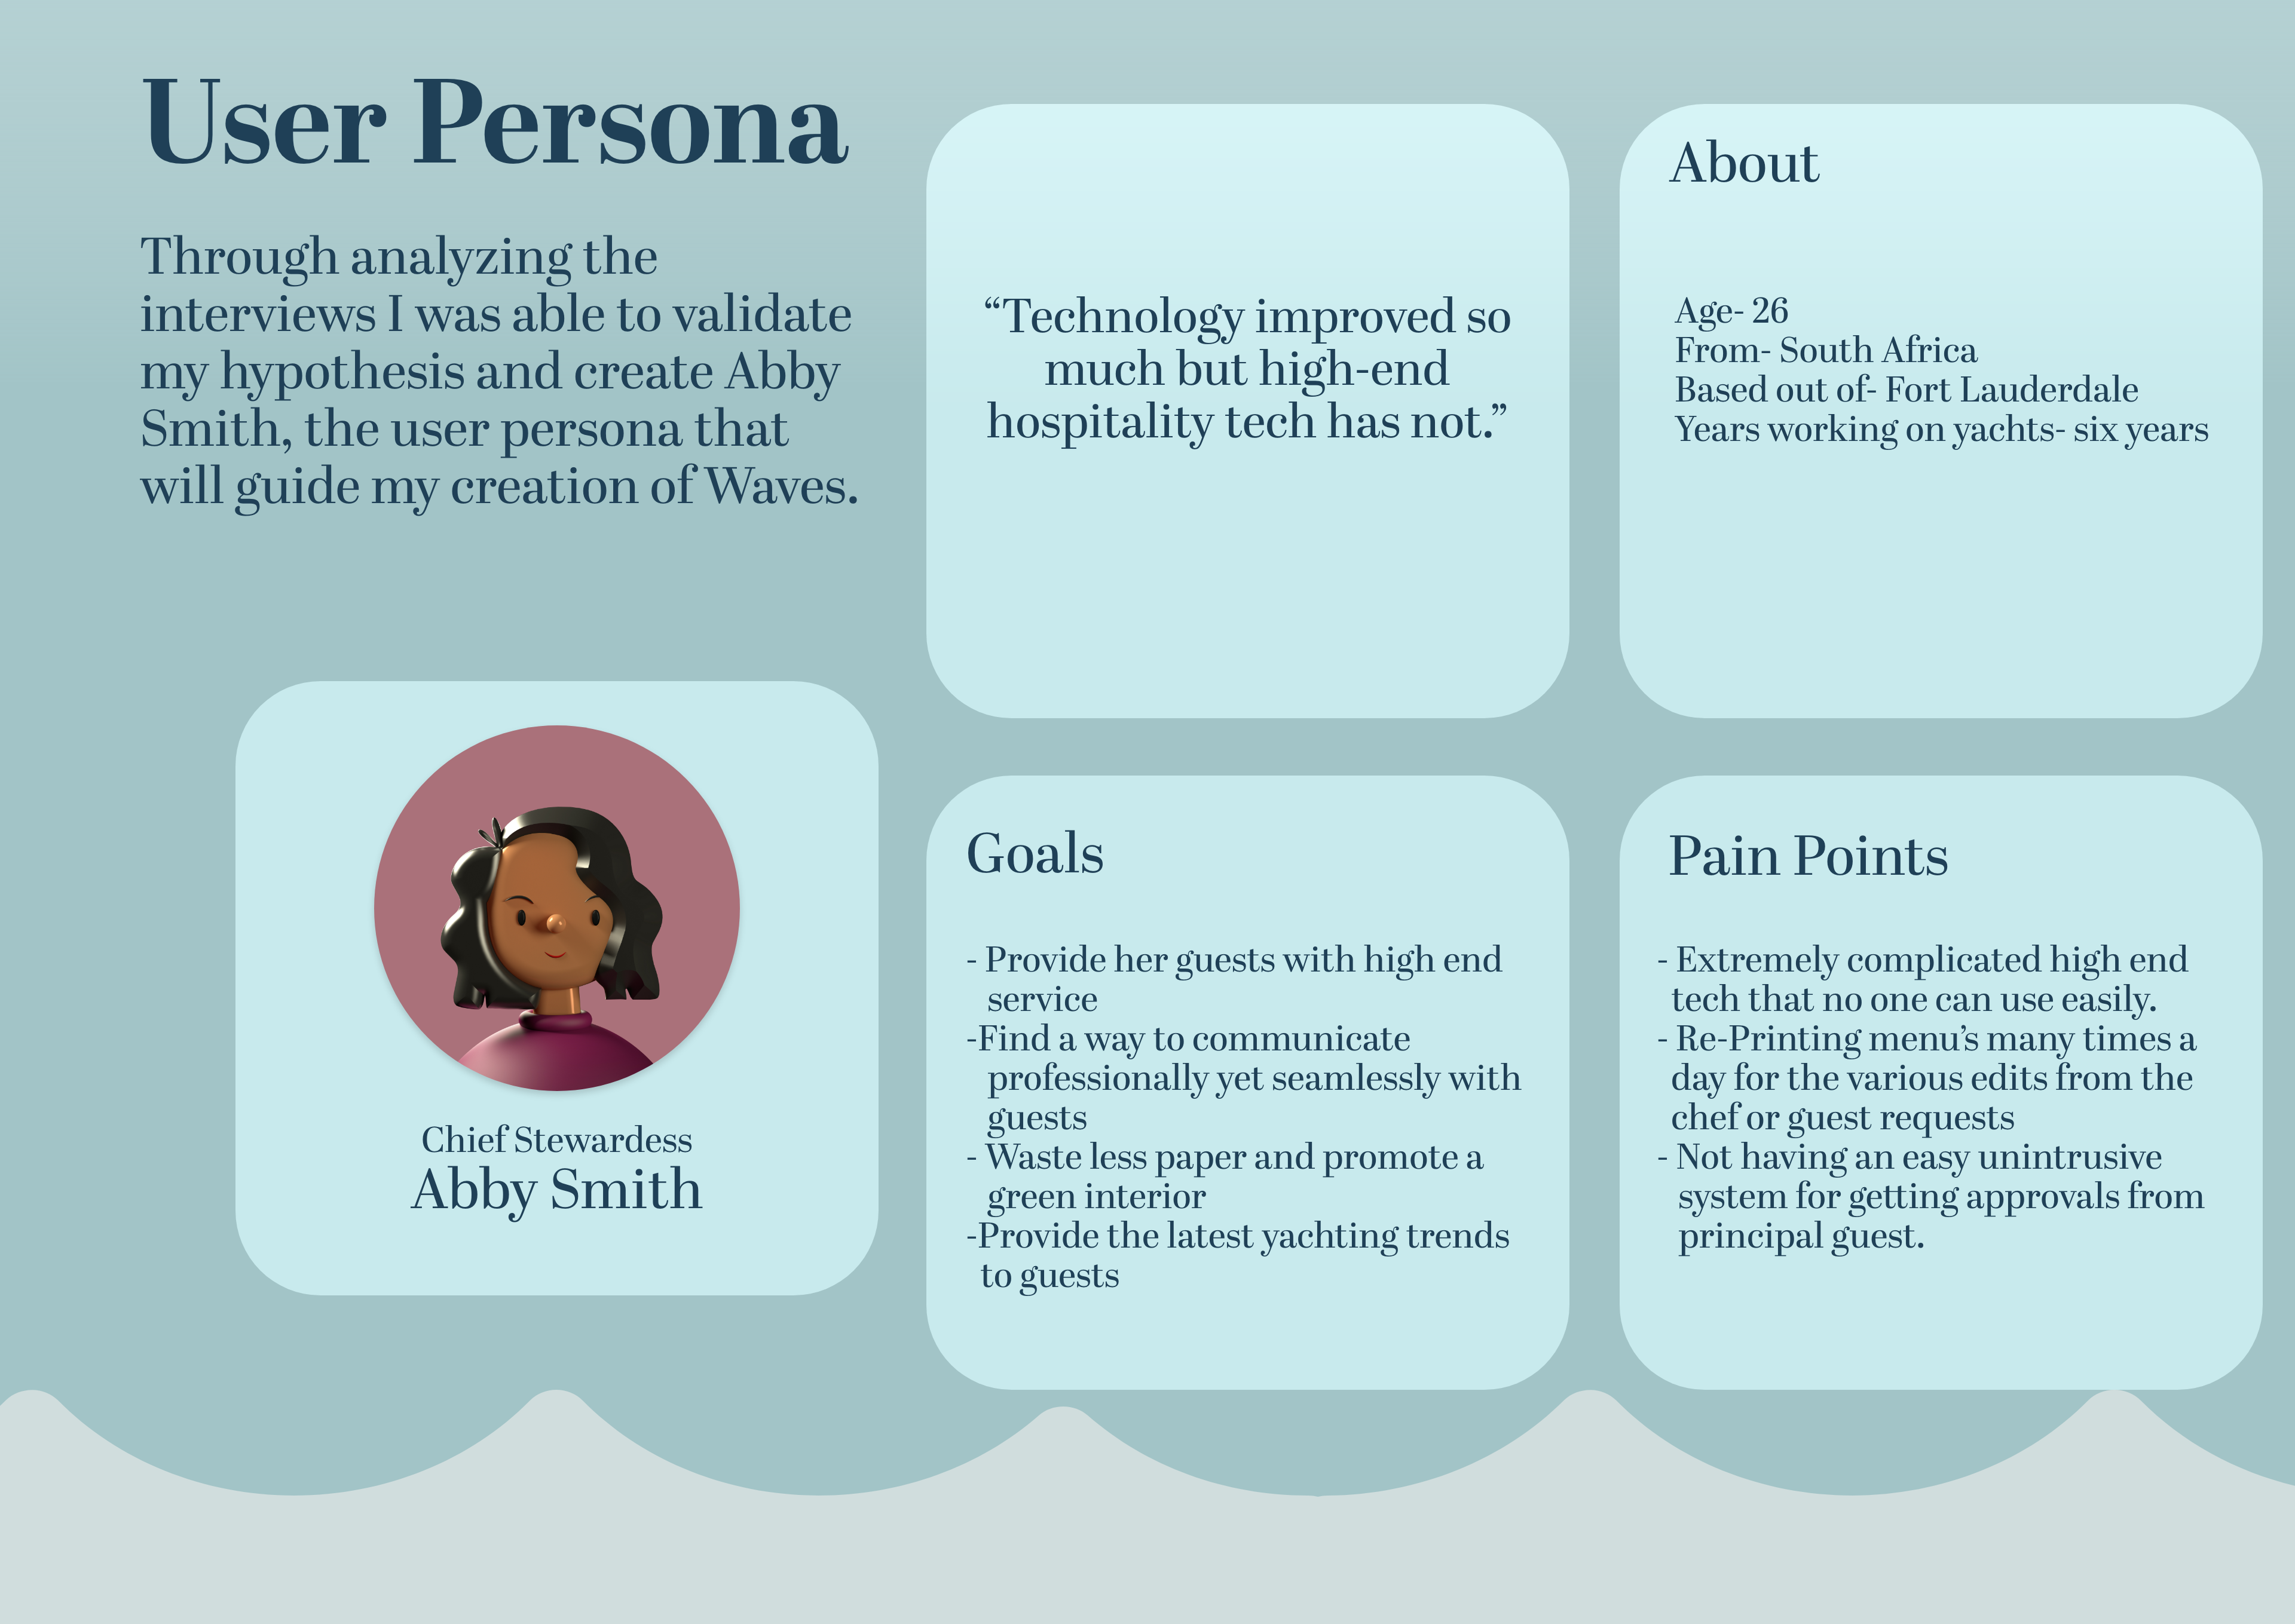 User Persona
Through analyzing the
interviews I was able to validate
my hypothesis and create Abby
Smith, the user persona that
will guide my creation of Waves.
Chief Stewardess
Abby Smith
“Technology improved so
much but high-end
hospitality tech has not.”
About
Age- 26
From- South Africa
Based out of- Fort Lauderdale
Years working on yachts- six years
Goals
- Provide her guests with high end
service
-Find a way to communicate
professionally yet seamlessly with
guests
- Waste less paper and promote a
green interior
-Provide the latest yachting trends
to guests
Pain Points
- Extremely complicated high end
tech that no one can use easily.
- Re-Printing menu’s many times a
day for the various edits from the
chef or guest requests
- Not having an easy unintrusive
system for getting approvals from
principal guest.